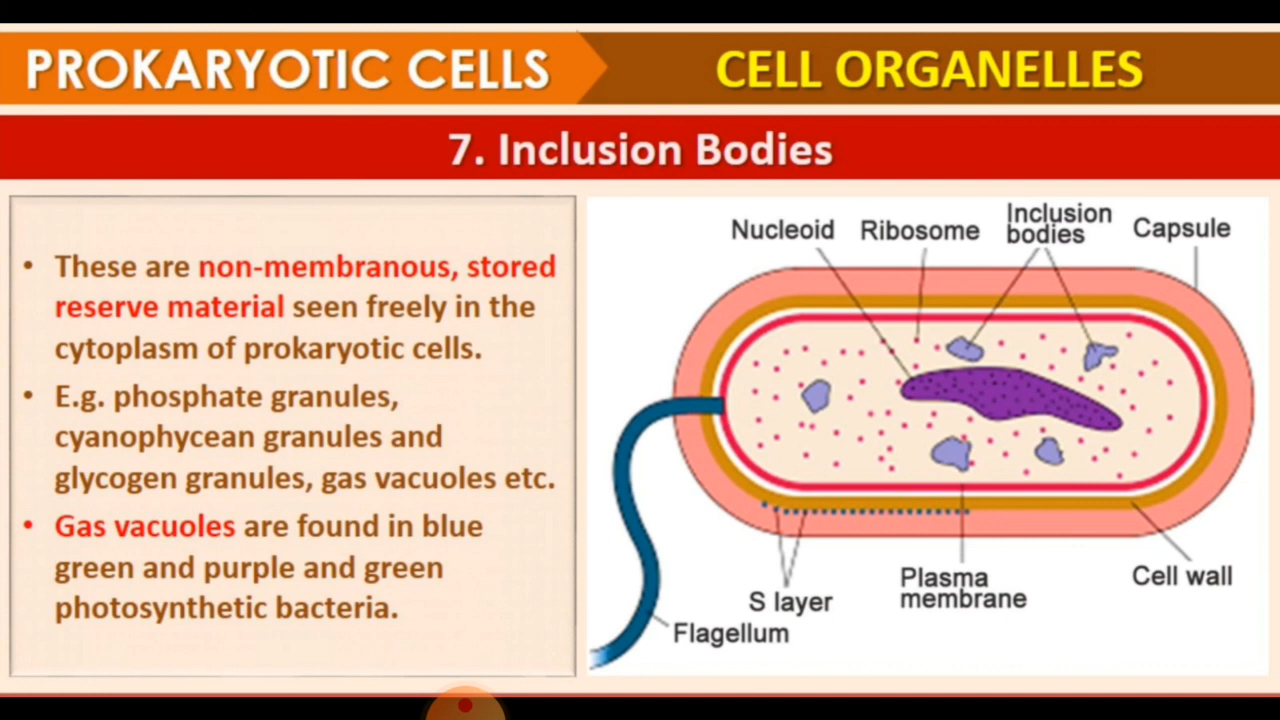 PROKARYOTIC CELLS
CELL ORGANELLES
7. Inclusion Bodies
• These are non-membranous, stored
reserve material seen freely in the
cytoplasm of prokaryotic cells.
• E.g. phosphate granules,
cyanophycean granules and
glycogen granules, gas vacuoles etc.
• Gas vacuoles are found in blue
green and purple and green
photosynthetic bacteria.
Nucleoid
Ribosome
Inclusion
bodies
Capsule
S layer
Flagellum
Plasma
membrane
Cell wall